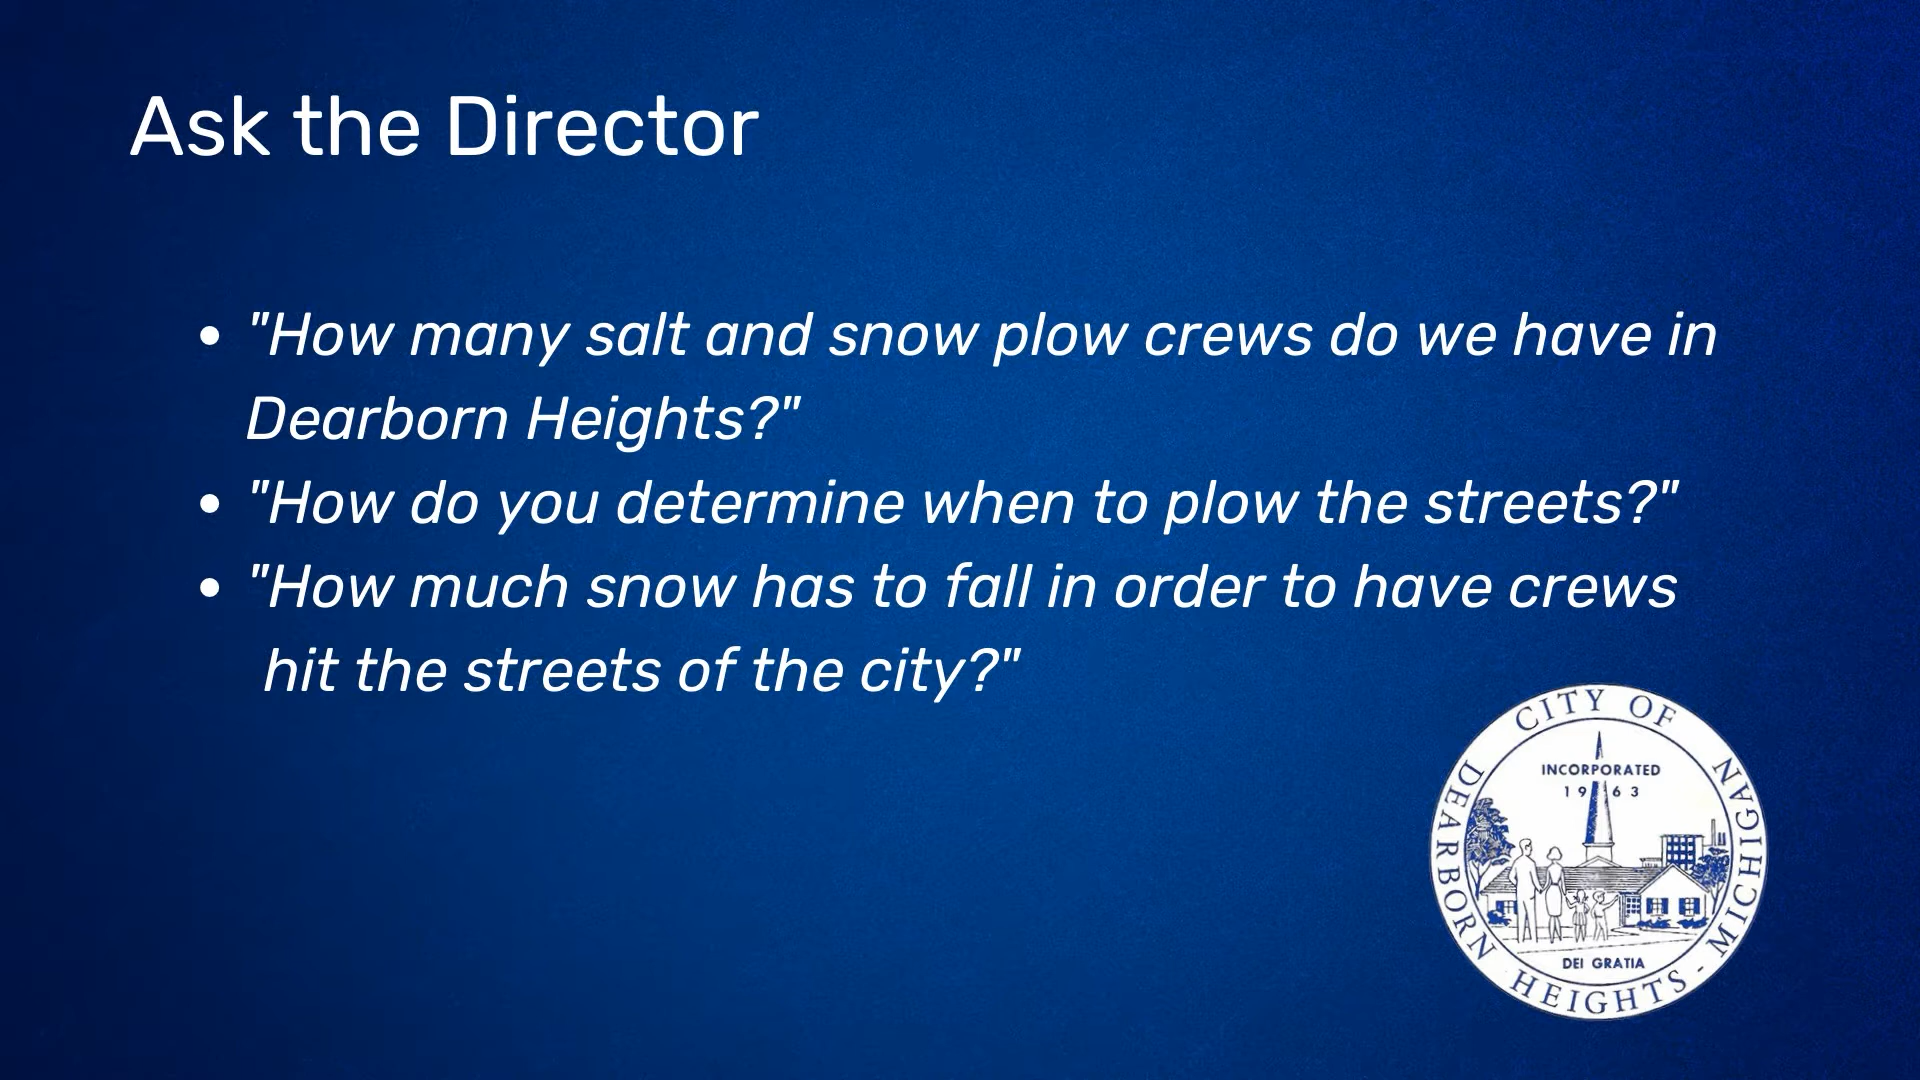 Ask the Director
• "How many salt and snow plow crews do we have in
Dearborn Heights?"
• "How do you determine when to plow the streets?"
• "How much snow has to fall in order to have crews
hit the streets of the city?"
CITY OF DEARBORN HEIGHTS - MICHIGAN
INCORPORATED
1963
DEI GRATIA